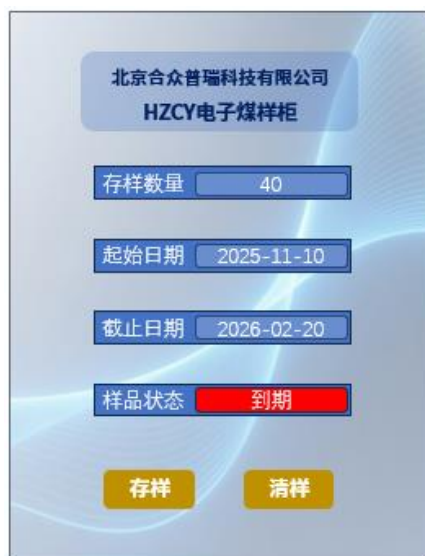 北京合众普瑞科技有限公司
HZCY电子煤样柜
存样数量 40
起始日期 2025-11-10
截止日期 2026-02-20
样品状态 到期
存样 清样